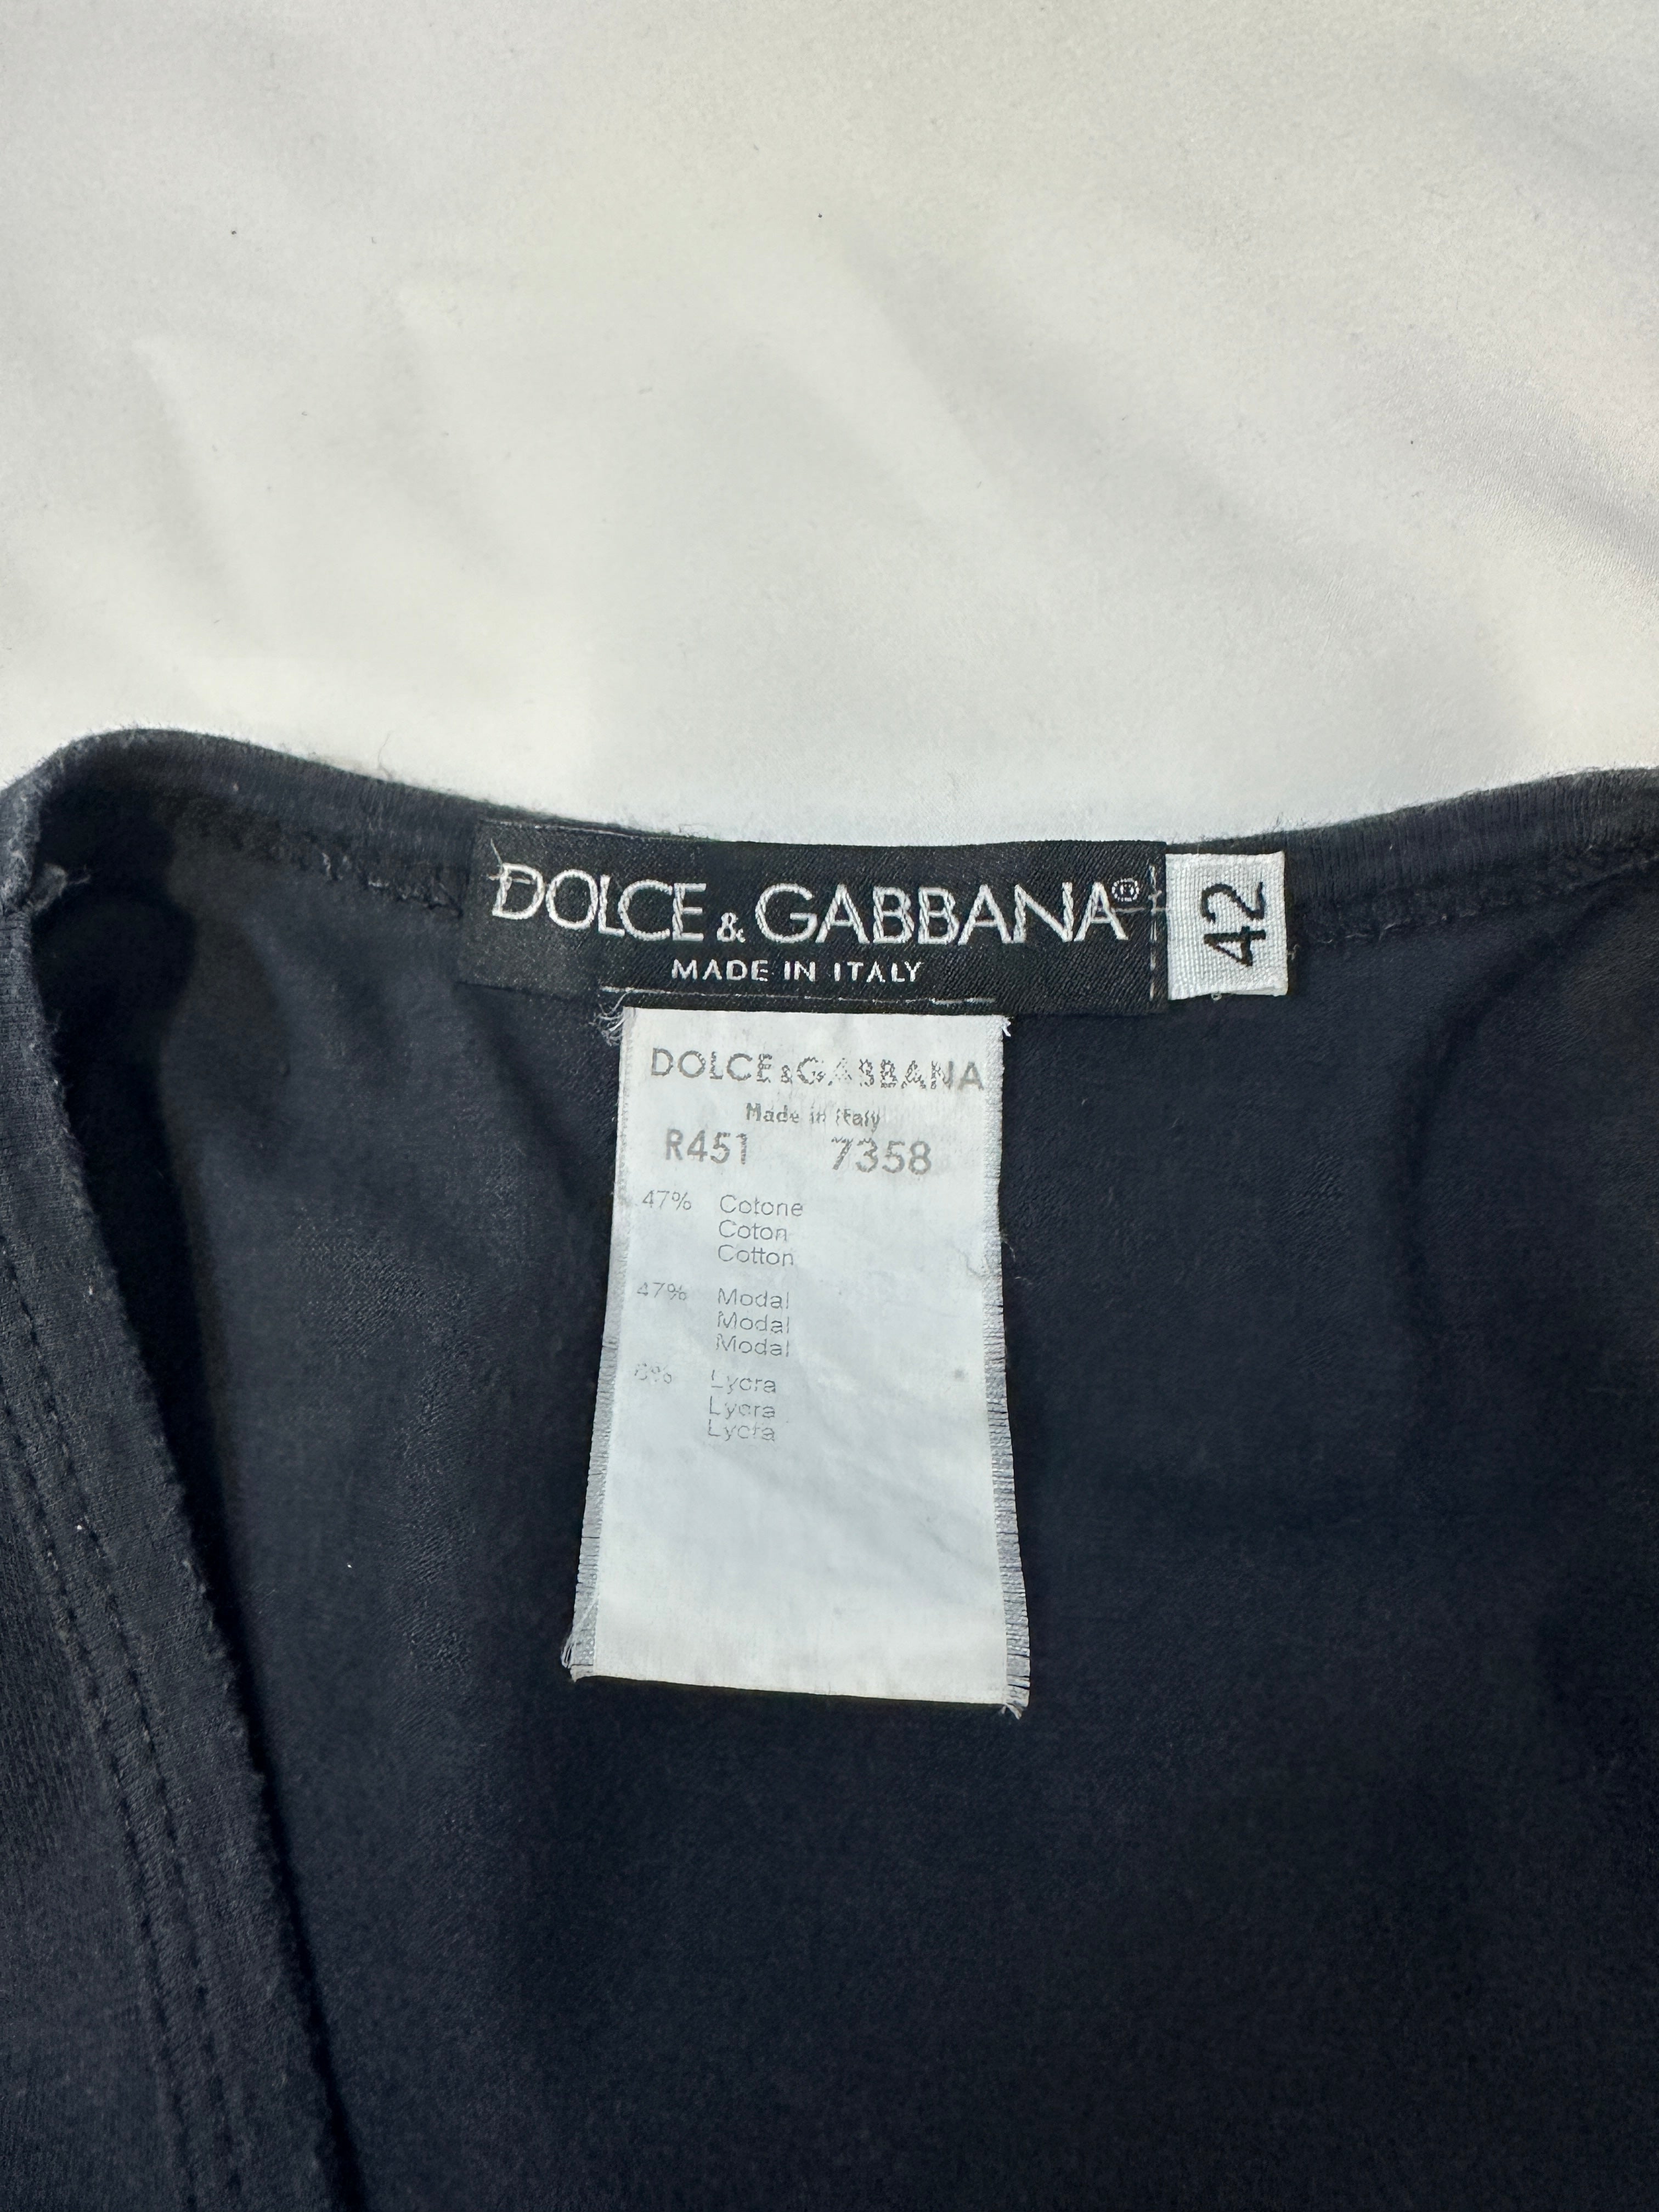 DOLCE & GABBANA®
MADE IN ITALY
42
DOLCE&GABBANA
Made in Italy
R451 7358
47% Cotone
Coton
Cotton
47% Modal
Modal
Modal
6% Lycra
Lycra
Lycra